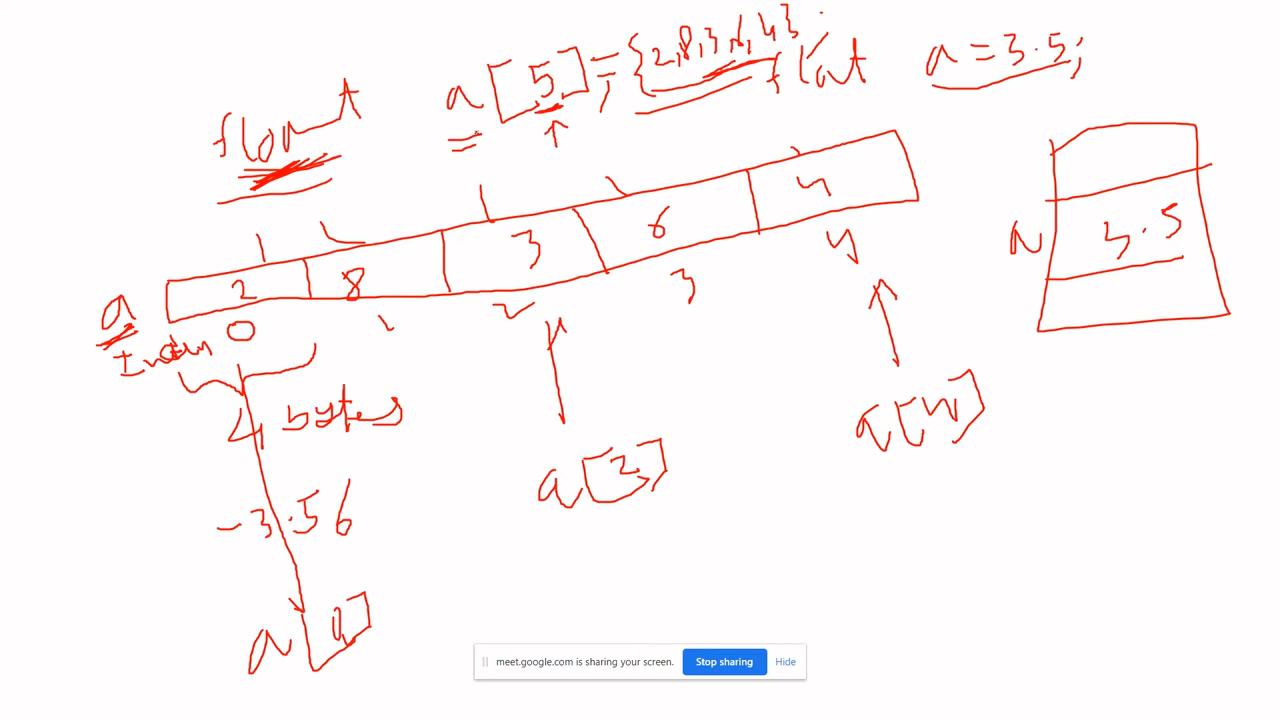 float a[5] = {2,8,3,6,4};
float a = 3.5;
a 2 8 3 6 4
Index 0 1 2 3 4
a 3.5
4 bytes
a[2]
a[4]
-3.56
a[0]
meet.google.com is sharing your screen. Stop sharing Hide